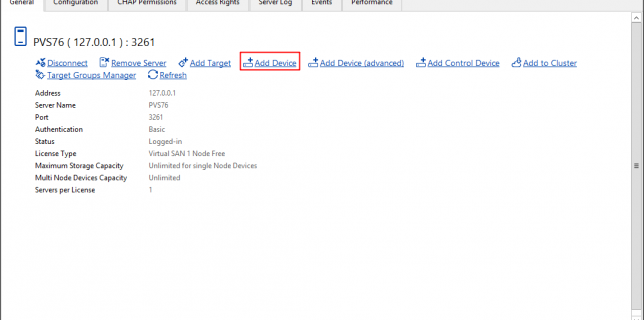 General Configuration CHAP Permissions Access Rights Server Log Events Performance
PVS76 ( 127.0.0.1 ) : 3261
Disconnect Remove Server Add Target Add Device Add Device (advanced) Add Control Device Add to Cluster
Target Groups Manager Refresh
Address 127.0.0.1
Server Name PVS76
Port 3261
Authentication Basic
Status Logged-in
License Type Virtual SAN 1 Node Free
Maximum Storage Capacity Unlimited for single Node Devices
Multi Node Devices Capacity Unlimited
Servers per License 1